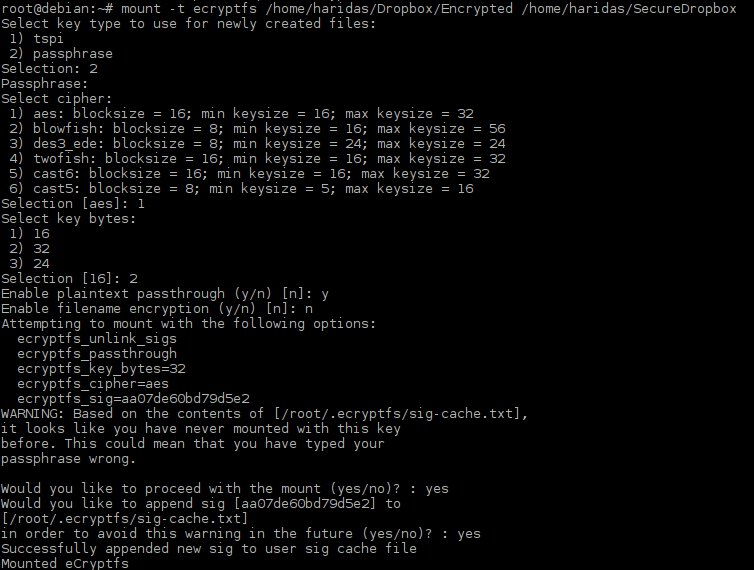 root@debian:~# mount -t ecryptfs /home/haridas/Dropbox/Encrypted /home/haridas/SecureDropbox
Select key type to use for newly created files:
 1) tspi
 2) passphrase
Selection: 2
Passphrase:
Select cipher:
 1) aes: blocksize = 16; min keysize = 16; max keysize = 32
 2) blowfish: blocksize = 8; min keysize = 16; max keysize = 56
 3) des3_ede: blocksize = 8; min keysize = 24; max keysize = 24
 4) twofish: blocksize = 16; min keysize = 16; max keysize = 32
 5) cast6: blocksize = 16; min keysize = 16; max keysize = 32
 6) cast5: blocksize = 8; min keysize = 5; max keysize = 16
Selection [aes]: 1
Select key bytes:
 1) 16
 2) 32
 3) 24
Selection [16]: 2
Enable plaintext passthrough (y/n) [n]: y
Enable filename encryption (y/n) [n]: n
Attempting to mount with the following options:
  ecryptfs_unlink_sigs
  ecryptfs_passthrough
  ecryptfs_key_bytes=32
  ecryptfs_cipher=aes
  ecryptfs_sig=aa07de60bd79d5e2
WARNING: Based on the contents of [/root/.ecryptfs/sig-cache.txt],
it looks like you have never mounted with this key
before. This could mean that you have typed your
passphrase wrong.

Would you like to proceed with the mount (yes/no)? : yes
Would you like to append sig [aa07de60bd79d5e2] to
[/root/.ecryptfs/sig-cache.txt]
in order to avoid this warning in the future (yes/no)? : yes
Successfully appended new sig to user sig cache file
Mounted eCryptfs